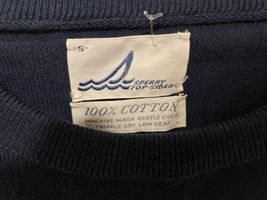 -S-
SPERRY
TOP-SIDER
100% COTTON
MACHINE WASH GENTLE CYCLE
TUMBLE DRY LOW HEAT